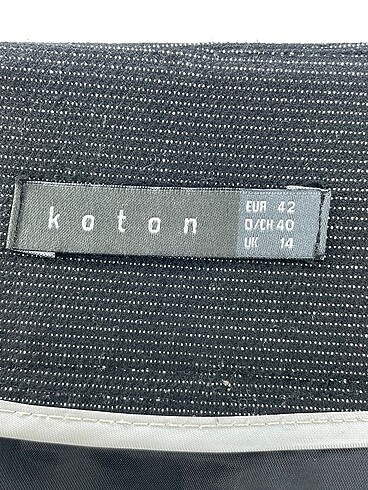 koton
EUR 42
D/CH 40
UK 14